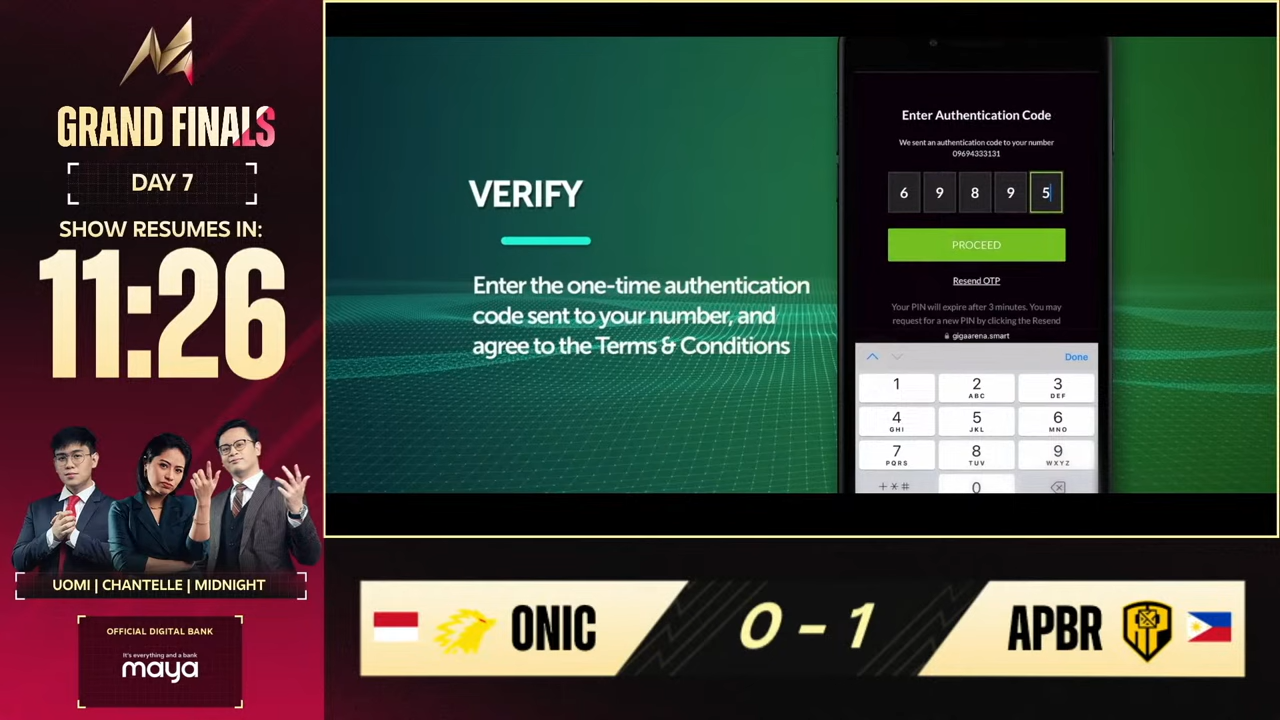 GRAND FINALS
DAY 7
SHOW RESUMES IN:
11:26
UOMI | CHANTELLE | MIDNIGHT
OFFICIAL DIGITAL BANK
It's everything and a bank
maya
VERIFY
Enter the one-time authentication
code sent to your number, and
agree to the Terms & Conditions
Enter Authentication Code
We sent an authentication code to your number
09694333131
6 9 8 9 5
PROCEED
Resend OTP
Your PIN will expire after 3 minutes. You may
request for a new PIN by clicking the Resend
gigaarena.smart
Done
1 2 3
ABC DEF
4 5 6
GHI JKL MNO
7 8 9
PQRS TUV WXYZ
+*# 0
ONIC 0 - 1 APBR